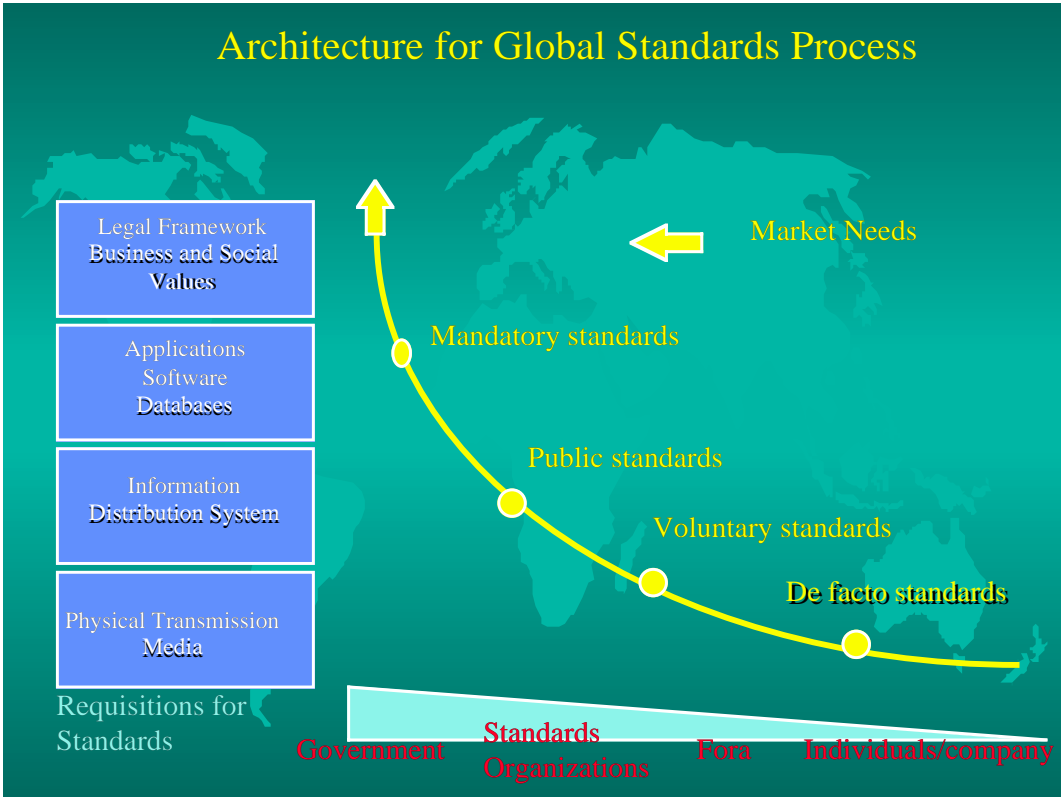 Architecture for Global Standards Process
Legal Framework
Business and Social
Values
Market Needs
Applications
Software
Databases
Mandatory standards
Information
Distribution System
Public standards
Voluntary standards
De facto standards
Physical Transmission
Media
Requisitions for
Standards
Government
Standards
Organizations
Fora
Individuals/company